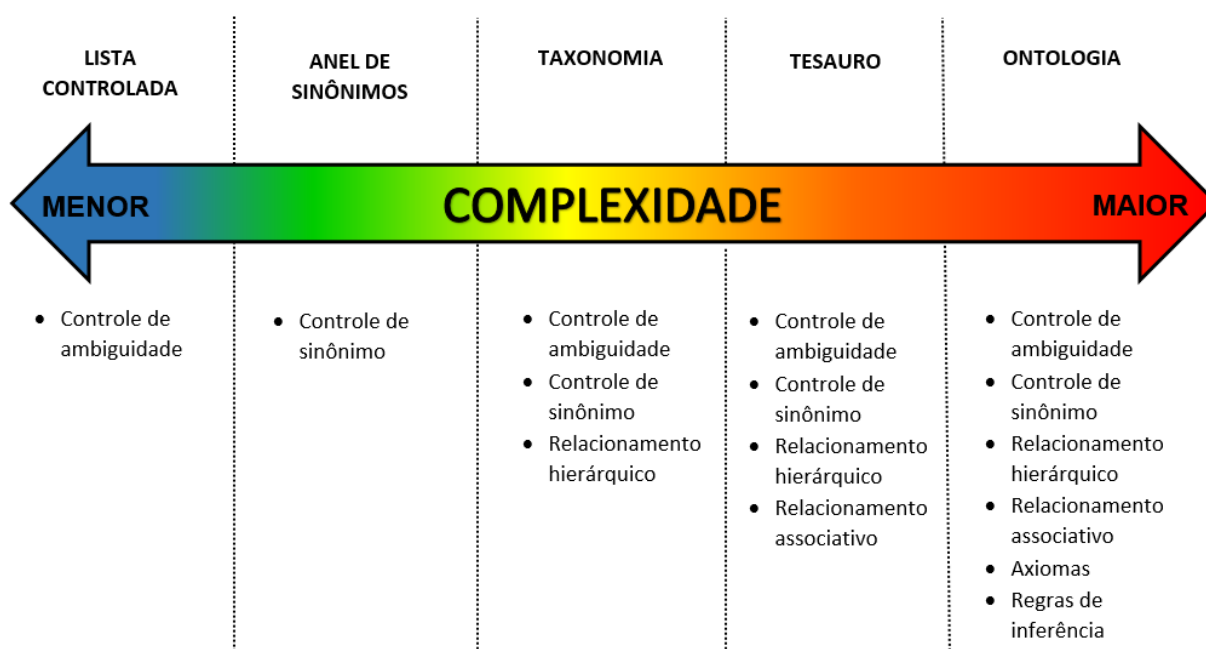 LISTA
CONTROLADA
ANEL DE
SINÔNIMOS
TAXONOMIA
TESAURO
ONTOLOGIA
MENOR
COMPLEXIDADE
MAIOR
• Controle de
ambiguidade
• Controle de
sinônimo
• Controle de
ambiguidade
• Controle de
sinônimo
• Relacionamento
hierárquico
• Controle de
ambiguidade
• Controle de
sinônimo
• Relacionamento
hierárquico
• Relacionamento
associativo
• Controle de
ambiguidade
• Controle de
sinônimo
• Relacionamento
hierárquico
• Relacionamento
associativo
• Axiomas
• Regras de
inferência